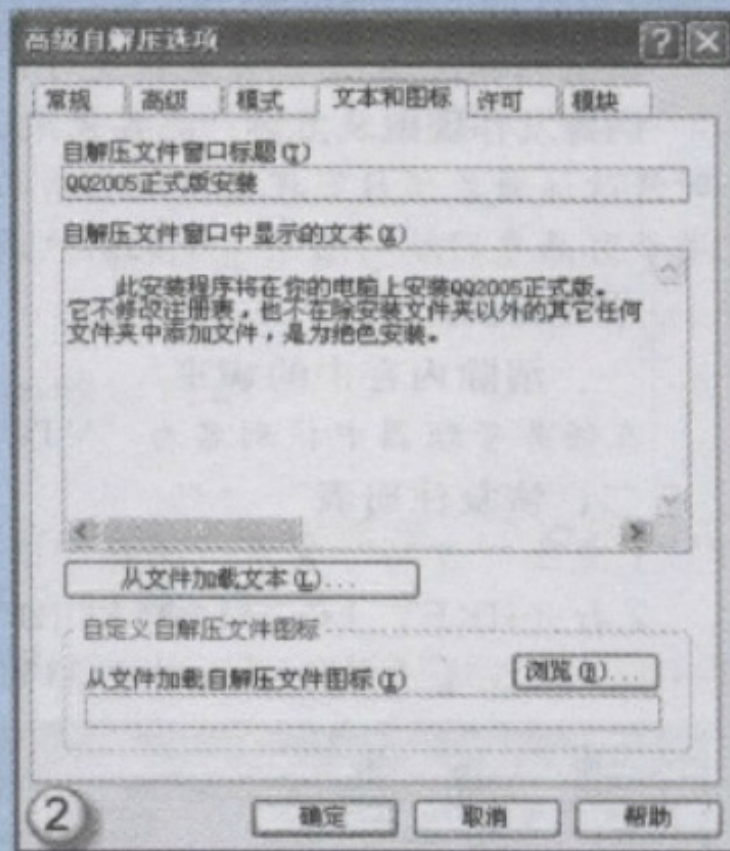 高级自解压选项
常规 高级 模式 文本和图标 许可 模块
自解压文件窗口标题(T)
QQ2005正式版安装
自解压文件窗口中显示的文本(X)
此安装程序将在你的电脑上安装QQ2005正式版。
它不修改注册表，也不在除安装文件夹以外的其它任何
文件夹中添加文件，是为绝色安装。
从文件加载文本(L)...
自定义自解压文件图标
从文件加载自解压文件图标(I)
浏览(B)...
2
确定 取消 帮助